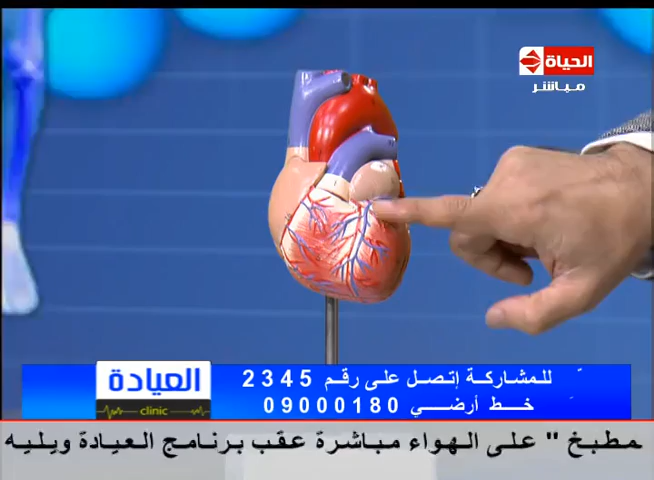 الحياة
مباشر
للمشاركة إتصل على رقم 2345
خط أرضي 09000180
العيادة
clinic
مطبخ " على الهواء مباشرة عقب برنامج العيادة ويليه